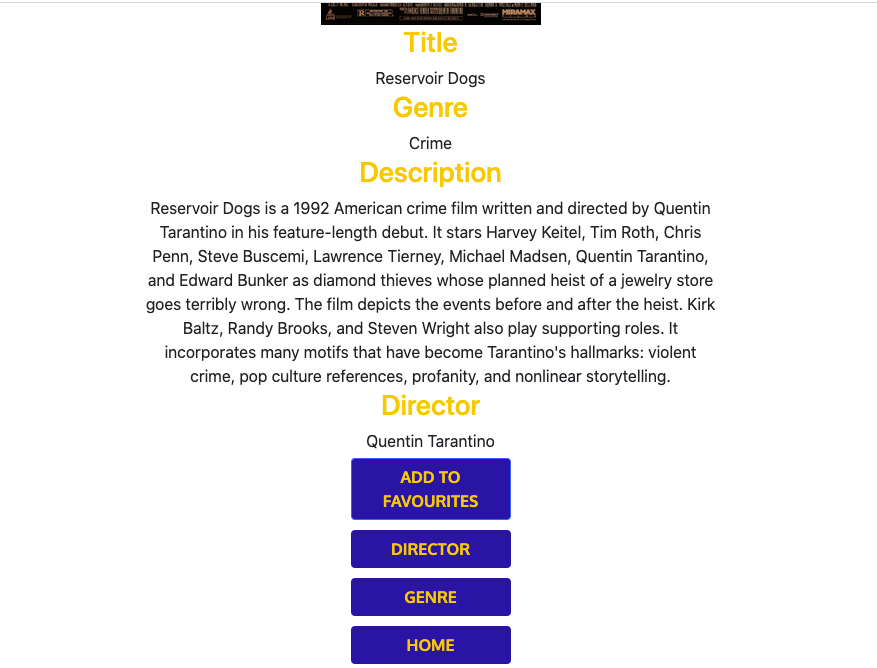 R
MIRAMAX
Title
Reservoir Dogs
Genre
Crime
Description
Reservoir Dogs is a 1992 American crime film written and directed by Quentin
Tarantino in his feature-length debut. It stars Harvey Keitel, Tim Roth, Chris
Penn, Steve Buscemi, Lawrence Tierney, Michael Madsen, Quentin Tarantino,
and Edward Bunker as diamond thieves whose planned heist of a jewelry store
goes terribly wrong. The film depicts the events before and after the heist. Kirk
Baltz, Randy Brooks, and Steven Wright also play supporting roles. It
incorporates many motifs that have become Tarantino's hallmarks: violent
crime, pop culture references, profanity, and nonlinear storytelling.
Director
Quentin Tarantino
ADD TO
FAVOURITES
DIRECTOR
GENRE
HOME